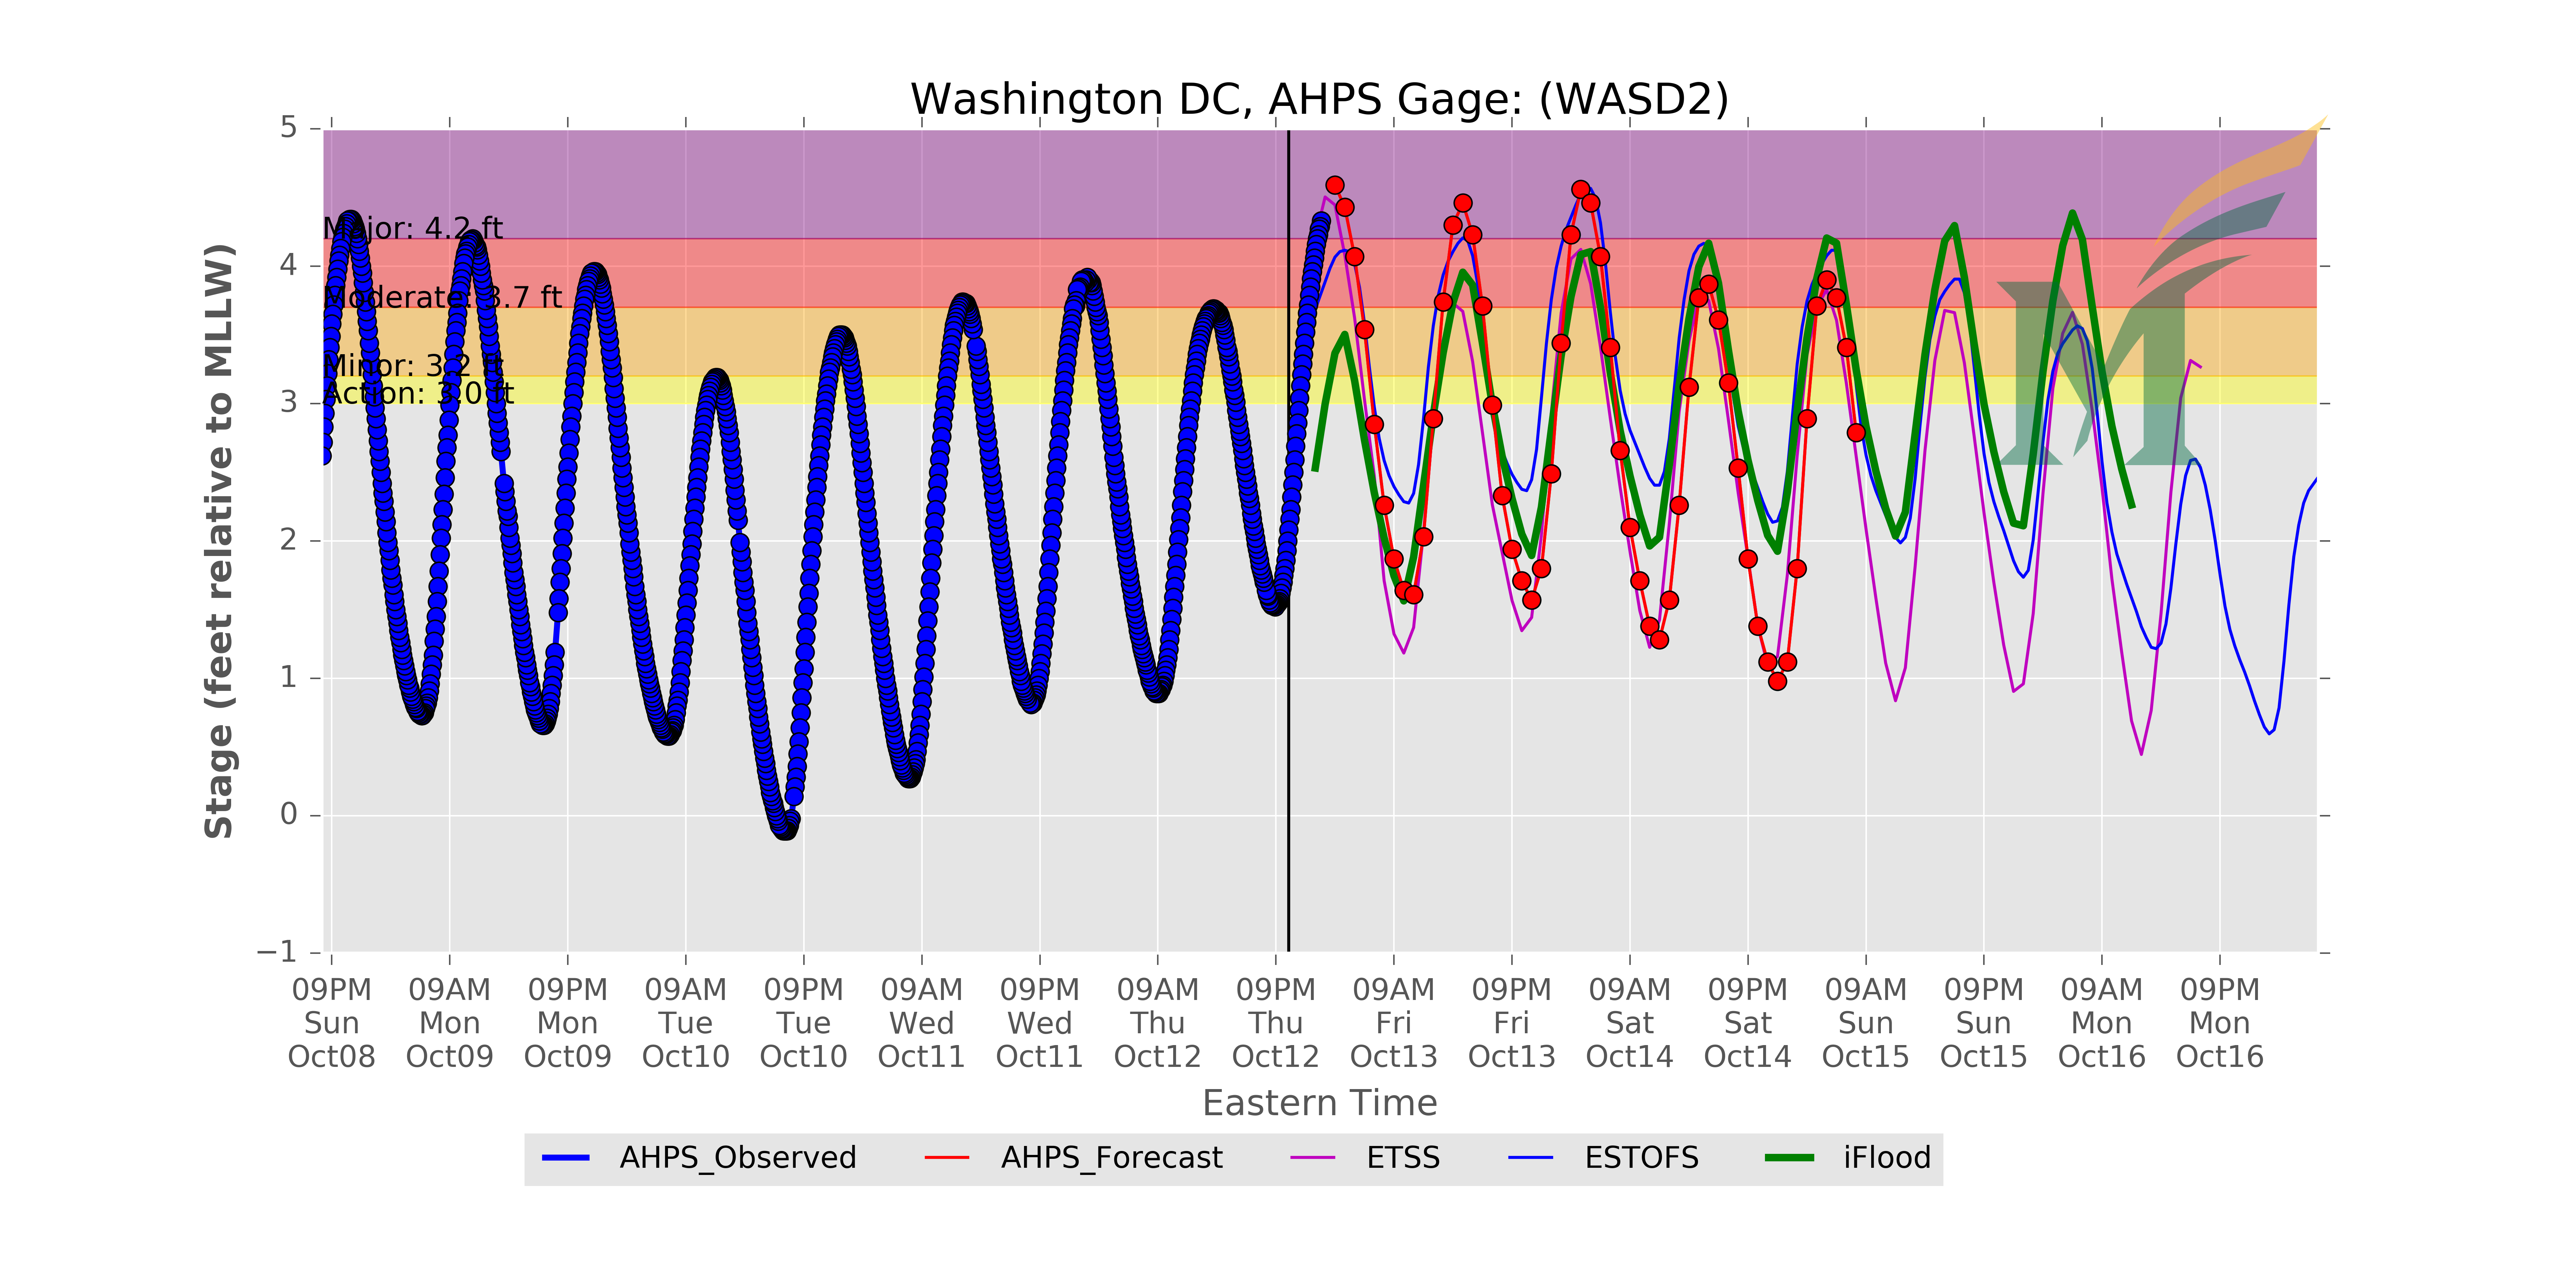 Washington DC, AHPS Gage: (WASD2)
Stage (feet relative to MLLW)
5
4
3
2
1
0
−1
Major: 4.2 ft
Moderate: 3.7 ft
Minor: 3.2 ft
Action: 3.0 ft
09PM 09AM 09PM 09AM 09PM 09AM 09PM 09AM 09PM 09AM 09PM 09AM 09PM 09AM 09PM 09AM 09PM
Sun Mon Mon Tue Tue Wed Wed Thu Thu Fri Fri Sat Sat Sun Sun Mon Mon
Oct08 Oct09 Oct09 Oct10 Oct10 Oct11 Oct11 Oct12 Oct12 Oct13 Oct13 Oct14 Oct14 Oct15 Oct15 Oct16 Oct16
Eastern Time
AHPS_Observed AHPS_Forecast ETSS ESTOFS iFlood